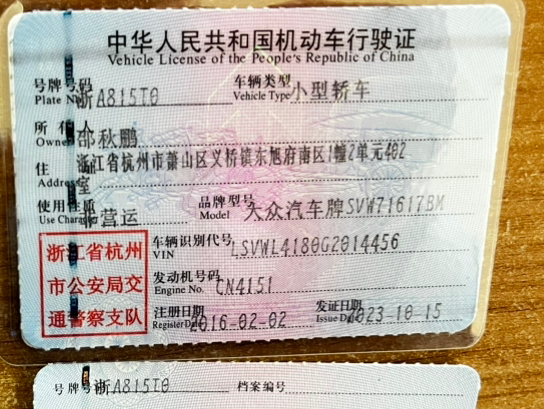 中华人民共和国机动车行驶证
Vehicle License of the People's Republic of China
号牌号码 浙A815T0 车辆类型 小型轿车
Plate No. Vehicle Type
所有人 邵秋鹏
Owner
住址 浙江省杭州市萧山区义桥镇东旭府南区1幢2单元402
Address 室
使用性质 非营运 品牌型号 大众汽车牌SVW71617BM
Use Character Model
浙江省杭州
市公安局交
通警察支队
车辆识别代号 LSVWL4180G2014456
VIN
发动机号码 CN4151
Engine No.
注册日期 2016-02-02 发证日期 2023-10-15
Register Date Issue Date
号牌号码 浙A815T0 档案编号